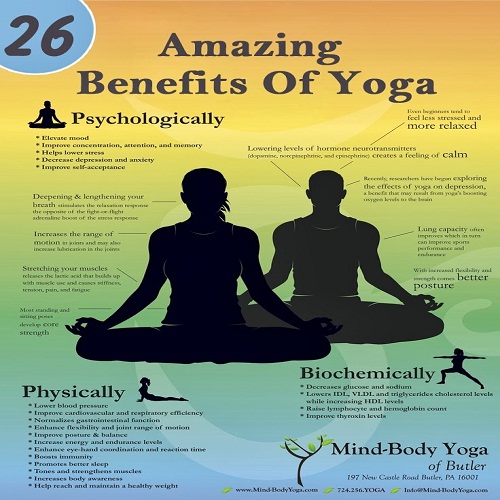 26
Amazing
Benefits Of Yoga
Psychologically
* Elevate mood
* Improve concentration, attention, and memory
* Helps lower stress
* Decrease depression and anxiety
* Improve self-acceptance
Even beginners tend to
feel less stressed and
more relaxed
Lowering levels of hormone neurotransmitters
(dopamine, norepinephrine, and epinephrine) creates a feeling of calm
Recently, researchers have begun exploring
the effects of yoga on depression,
a benefit that may result from yoga's boosting
oxygen levels to the brain
Deepening & lengthening your
breath stimulates the relaxation response
the opposite of the fight-or-flight
adrenaline boost of the stress response
Increases the range of
motion in joints and may also
increase lubrication in the joints
Lung capacity often
improves which in turn
can improve sports
performance and
endurance
Stretching your muscles
releases the lactic acid that builds up
with muscle use and causes stiffness,
tension, pain, and fatigue
With increased flexibility and
strength comes better
posture
Most standing and
sitting poses
develop core
strength
Physically
* Lower blood pressure
* Improve cardiovascular and respiratory efficiency
* Normalizes gastrointestinal function
* Enhance flexibility and joint range of motion
* Improve posture & balance
* Increase energy and endurance levels
* Enhance eye-hand coordination and reaction time
* Boosts immunity
* Promotes better sleep
* Tones and strengthens muscles
* Increases body awareness
* Help reach and maintain a healthy weight
Biochemically
* Decreases glucose and sodium
* Lowers LDL, VLDL and triglycerides cholesterol levels
while increasing HDL levels
* Raise lymphocyte and hemoglobin count
* Improve thyroxin levels
Mind-Body Yoga
of Butler
197 New Castle Road Butler, PA 16001
www.Mind-BodyYoga.com 724.256.YOGA Info@Mind-BodyYoga.com